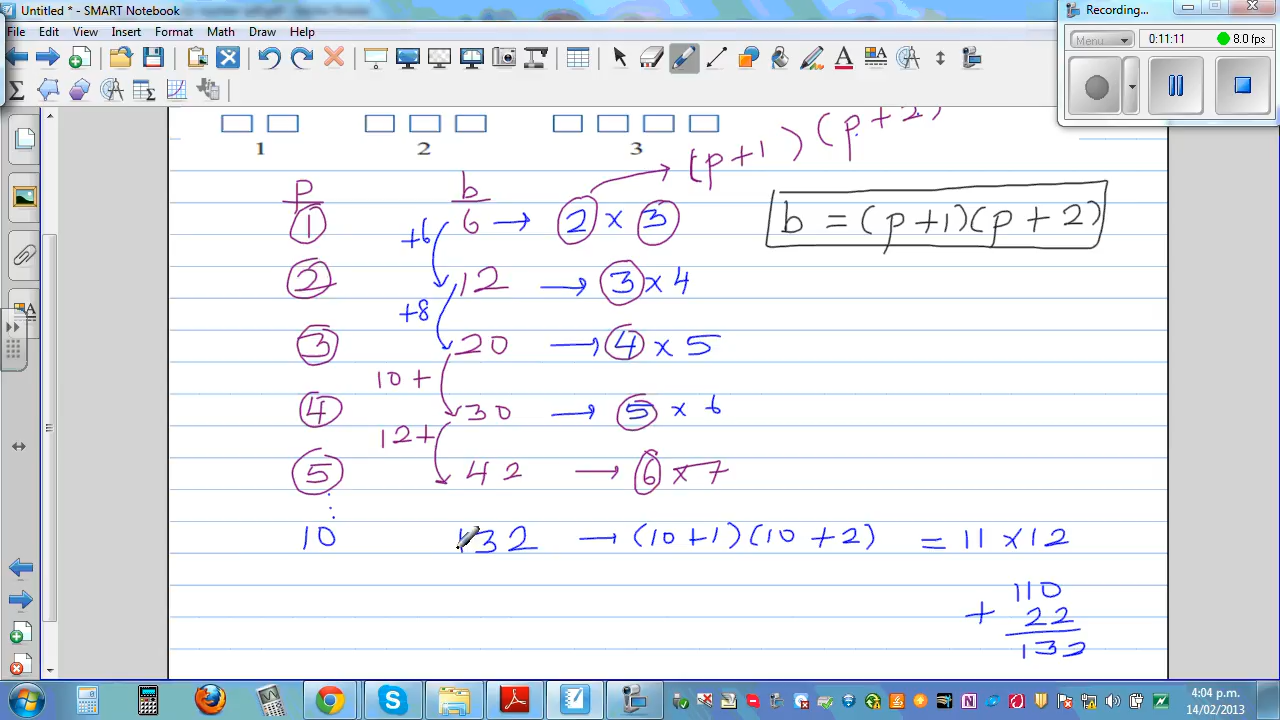 Untitled * - SMART Notebook
File Edit View Insert Format Math Draw Help
Recording...
Menu 0:11:11 8.0 fps
1 2 3
(p+1) (p+2)
p b
1 6 → 2 × 3
b = (p+1)(p+2)
+6
2 12 → 3 × 4
+8
3 20 → 4 × 5
10 +
4 30 → 5 × 6
12 +
5 42 → 6 × 7
⋮
10 132 → (10+1)(10+2) = 11 × 12
110
+ 22
132
4:04 p.m.
14/02/2013